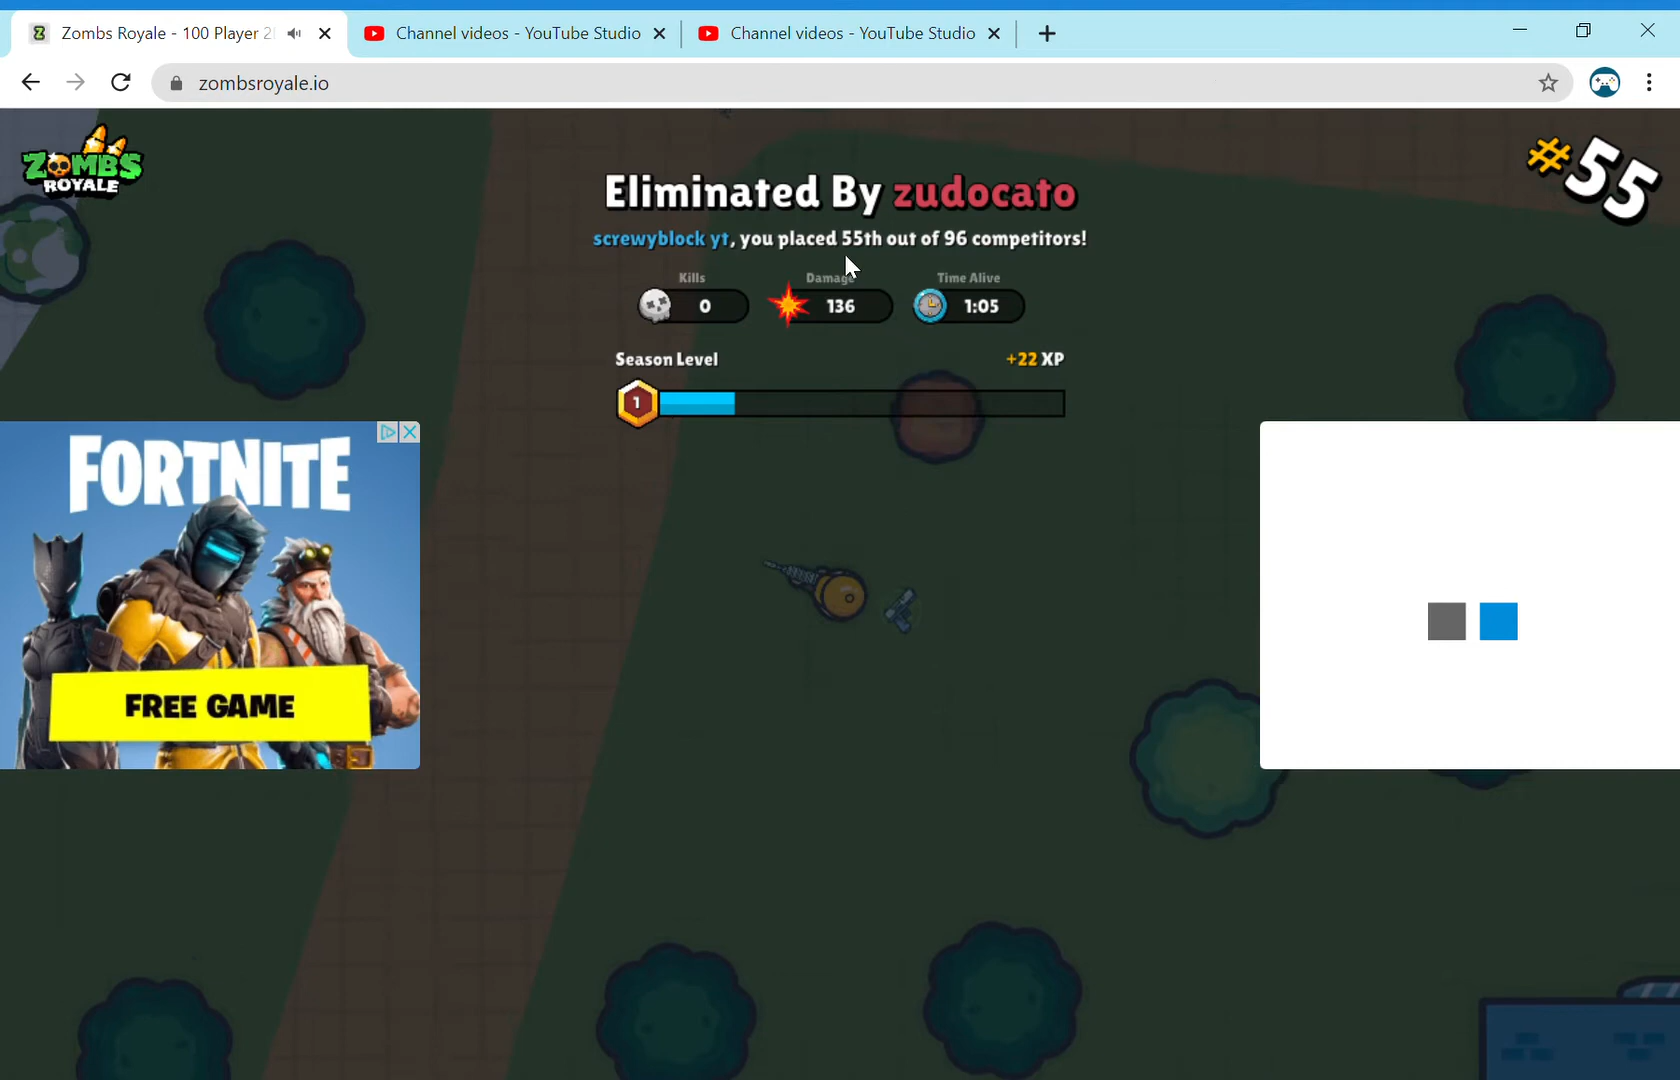 Zombs Royale - 100 Player 2
Channel videos - YouTube Studio
Channel videos - YouTube Studio
zombsroyale.io
ZOMBS
ROYALE
#55
Eliminated By zudocato
screwyblock yt, you placed 55th out of 96 competitors!
Kills
Damage
Time Alive
0
136
1:05
Season Level
+22 XP
1
FORTNITE
FREE GAME